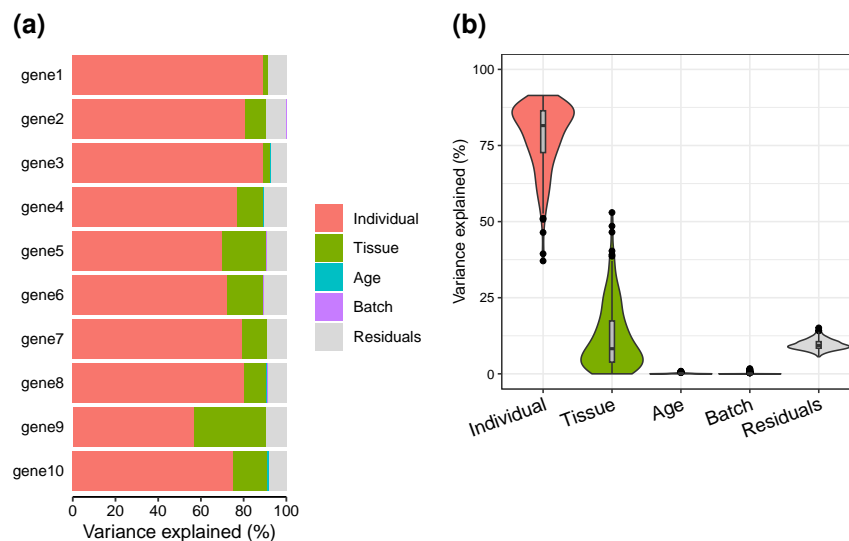 (a)
gene1
gene2
gene3
gene4
gene5
gene6
gene7
gene8
gene9
gene10
0 20 40 60 80 100
Variance explained (%)
Individual
Tissue
Age
Batch
Residuals
(b)
Variance explained (%)
100
75
50
25
0
Individual
Tissue
Age
Batch
Residuals